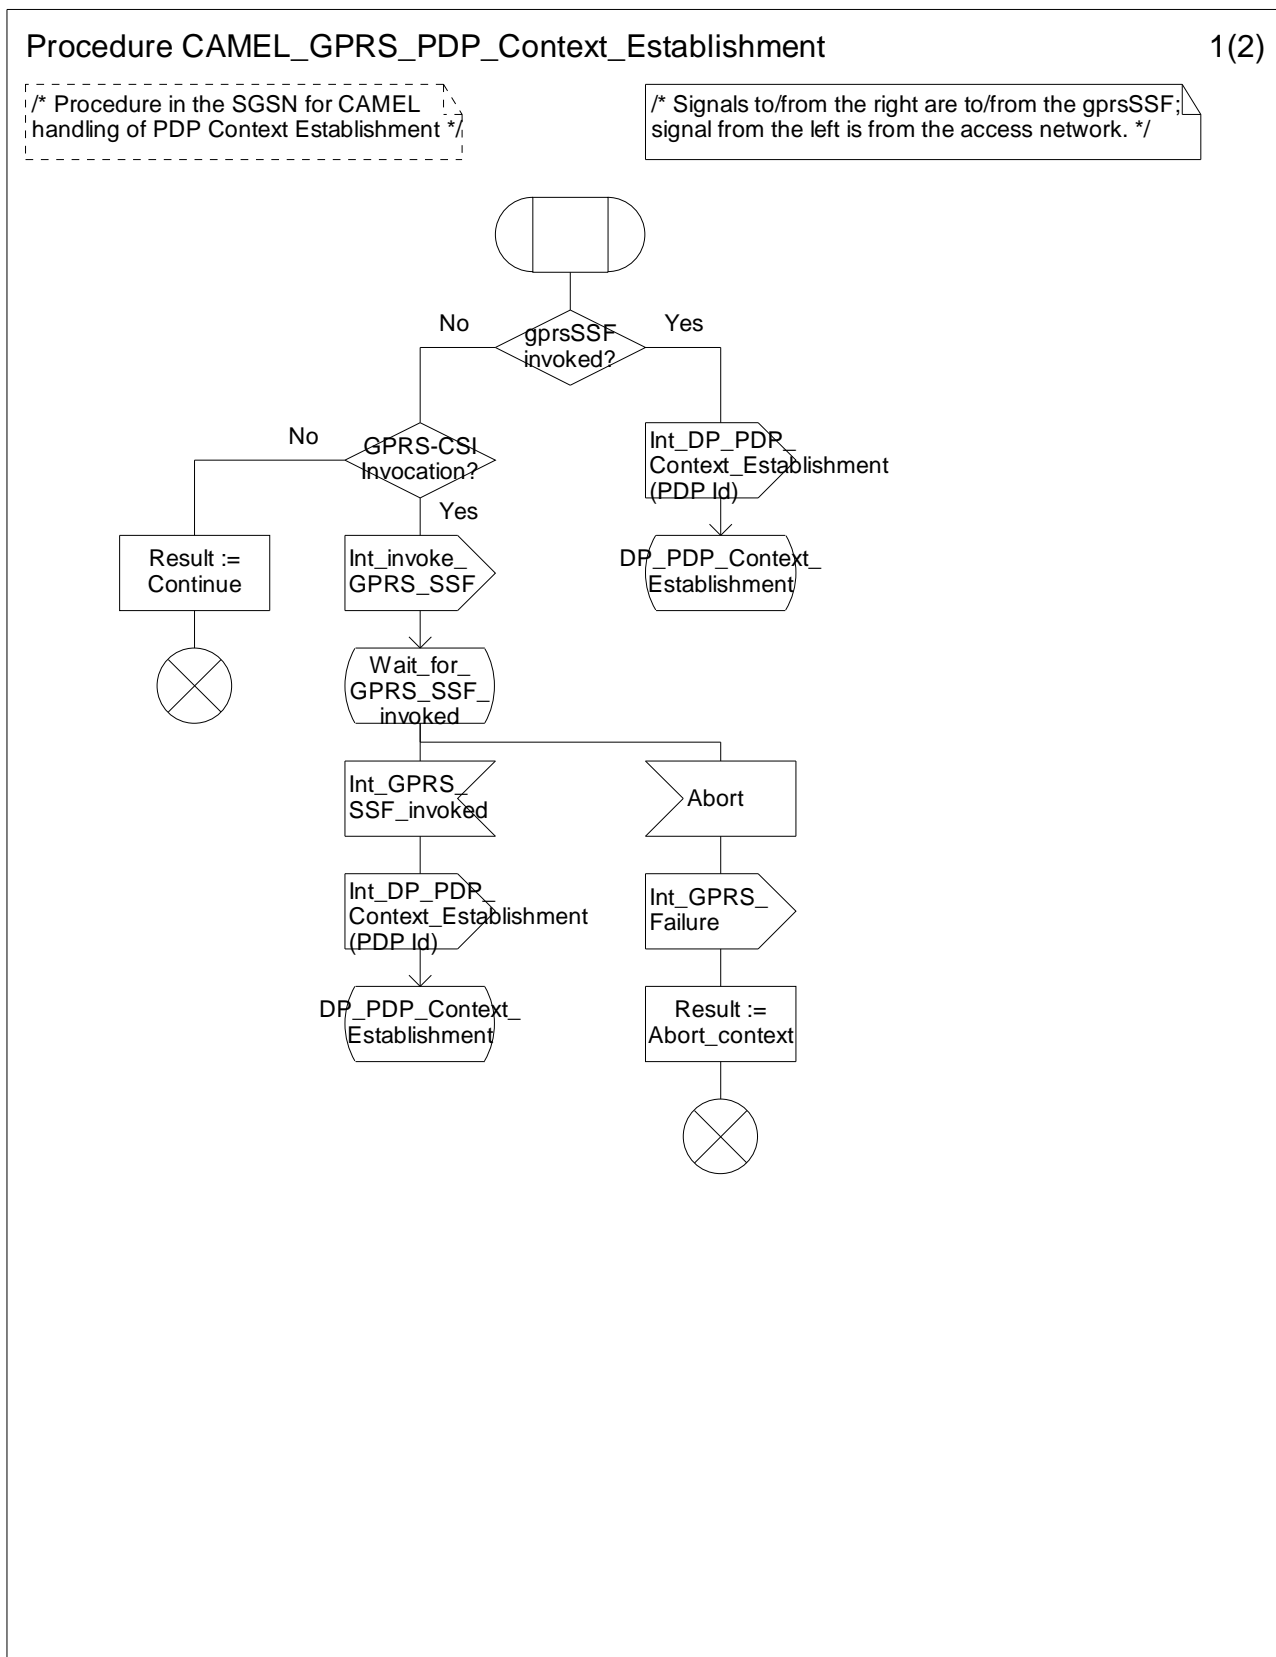 Procedure CAMEL_GPRS_PDP_Context_Establishment
1(2)
/* Procedure in the SGSN for CAMEL
handling of PDP Context Establishment */
/* Signals to/from the right are to/from the gprsSSF;
signal from the left is from the access network. */
No
gprsSSF
invoked?
Yes
No
GPRS-CSI
Invocation?
Yes
Int_DP_PDP_
Context_Establishment
(PDP Id)
Result :=
Continue
Int_invoke_
GPRS_SSF
DP_PDP_Context_
Establishment
Wait_for_
GPRS_SSF_
invoked
Int_GPRS_
SSF_invoked
Abort
Int_DP_PDP_
Context_Establishment
(PDP Id)
Int_GPRS_
Failure
DP_PDP_Context_
Establishment
Result :=
Abort_context